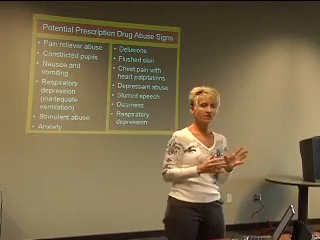 Potential Prescription Drug Abuse Signs
• Pain reliever abuse
• Constricted pupils
• Nausea and
vomiting
• Respiratory
depression
(inadequate
ventilation)
• Stimulant abuse
• Anxiety
• Delusions
• Flushed skin
• Chest pain with
heart palpitations
• Depressant abuse
• Slurred speech
• Dizziness
• Respiratory
depression